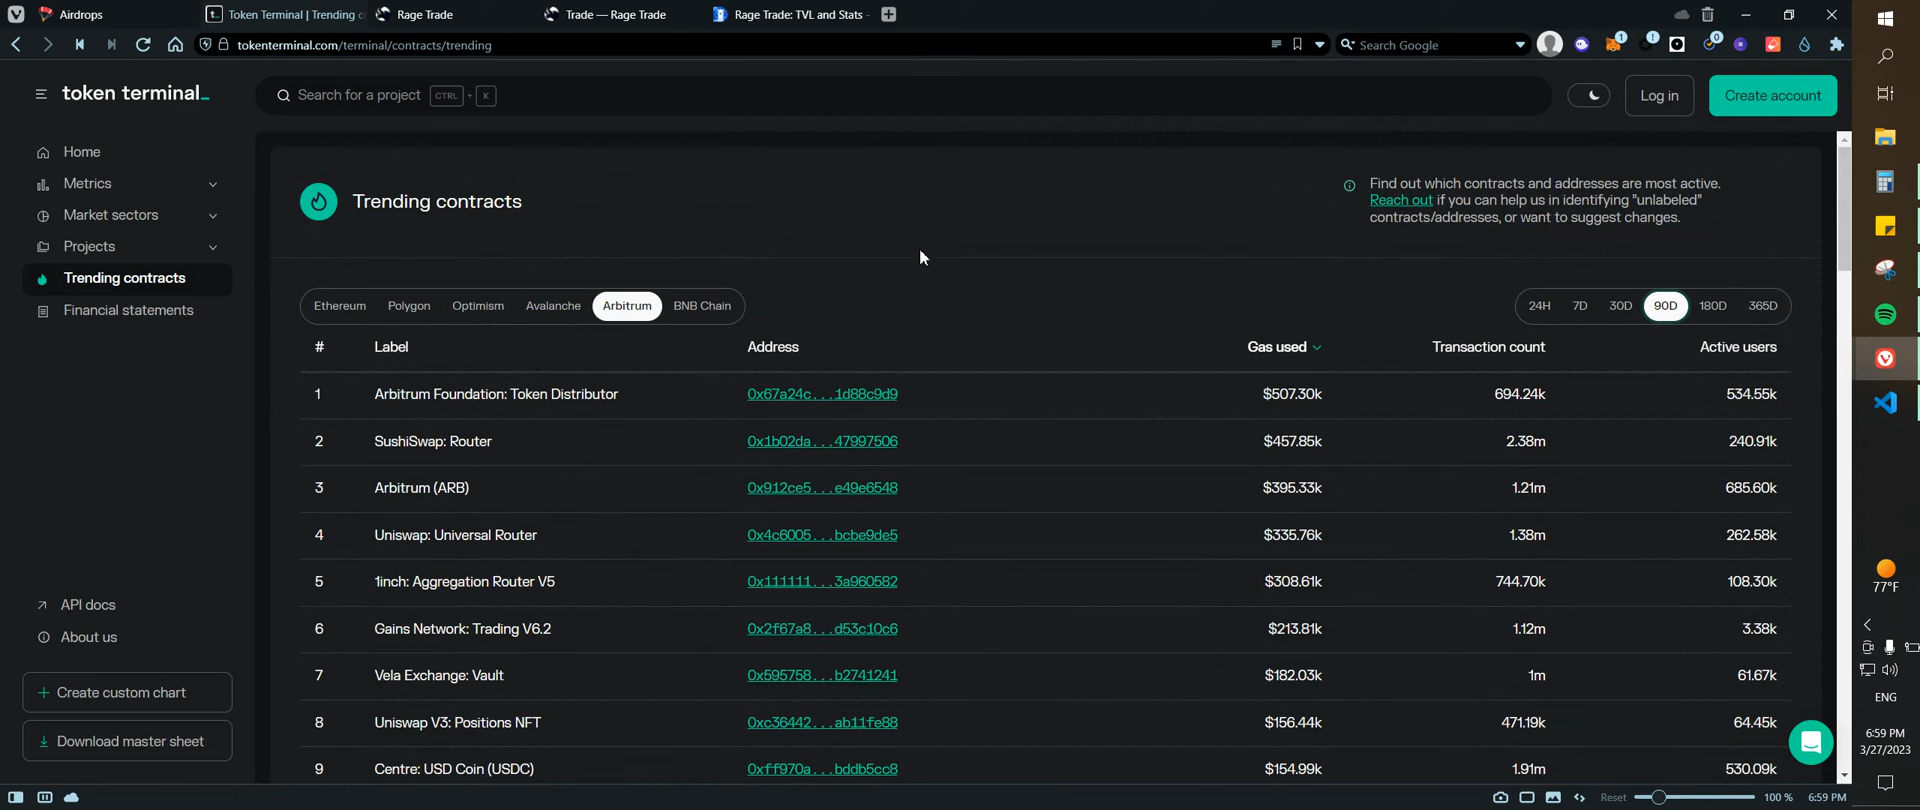 Airdrops
Token Terminal | Trending c
Rage Trade
Trade — Rage Trade
Rage Trade: TVL and Stats
tokenterminal.com/terminal/contracts/trending
Search Google
1
!
0
token terminal_
Search for a project CTRL + K
Log in
Create account
Home
Metrics
Market sectors
Projects
Trending contracts
Financial statements
API docs
About us
Create custom chart
Download master sheet
Trending contracts
Find out which contracts and addresses are most active.
Reach out if you can help us in identifying "unlabeled"
contracts/addresses, or want to suggest changes.
Ethereum Polygon Optimism Avalanche Arbitrum BNB Chain
24H 7D 30D 90D 180D 365D
# Label Address Gas used Transaction count Active users
1 Arbitrum Foundation: Token Distributor 0x67a24c...1d88c9d9 $507.30k 694.24k 534.55k
2 SushiSwap: Router 0x1b02da...47997506 $457.85k 2.38m 240.91k
3 Arbitrum (ARB) 0x912ce5...e49e6548 $395.33k 1.21m 685.60k
4 Uniswap: Universal Router 0x4c6005...bcbe9de5 $335.76k 1.38m 262.58k
5 1inch: Aggregation Router V5 0x111111...3a960582 $308.61k 744.70k 108.30k
6 Gains Network: Trading V6.2 0x2f67a8...d53c10c6 $213.81k 1.12m 3.38k
7 Vela Exchange: Vault 0x595758...b2741241 $182.03k 1m 61.67k
8 Uniswap V3: Positions NFT 0xc36442...ab11fe88 $156.44k 471.19k 64.45k
9 Centre: USD Coin (USDC) 0xff970a...bddb5cc8 $154.99k 1.91m 530.09k
77°F
ENG
6:59 PM
3/27/2023
Reset 100 % 6:59 PM